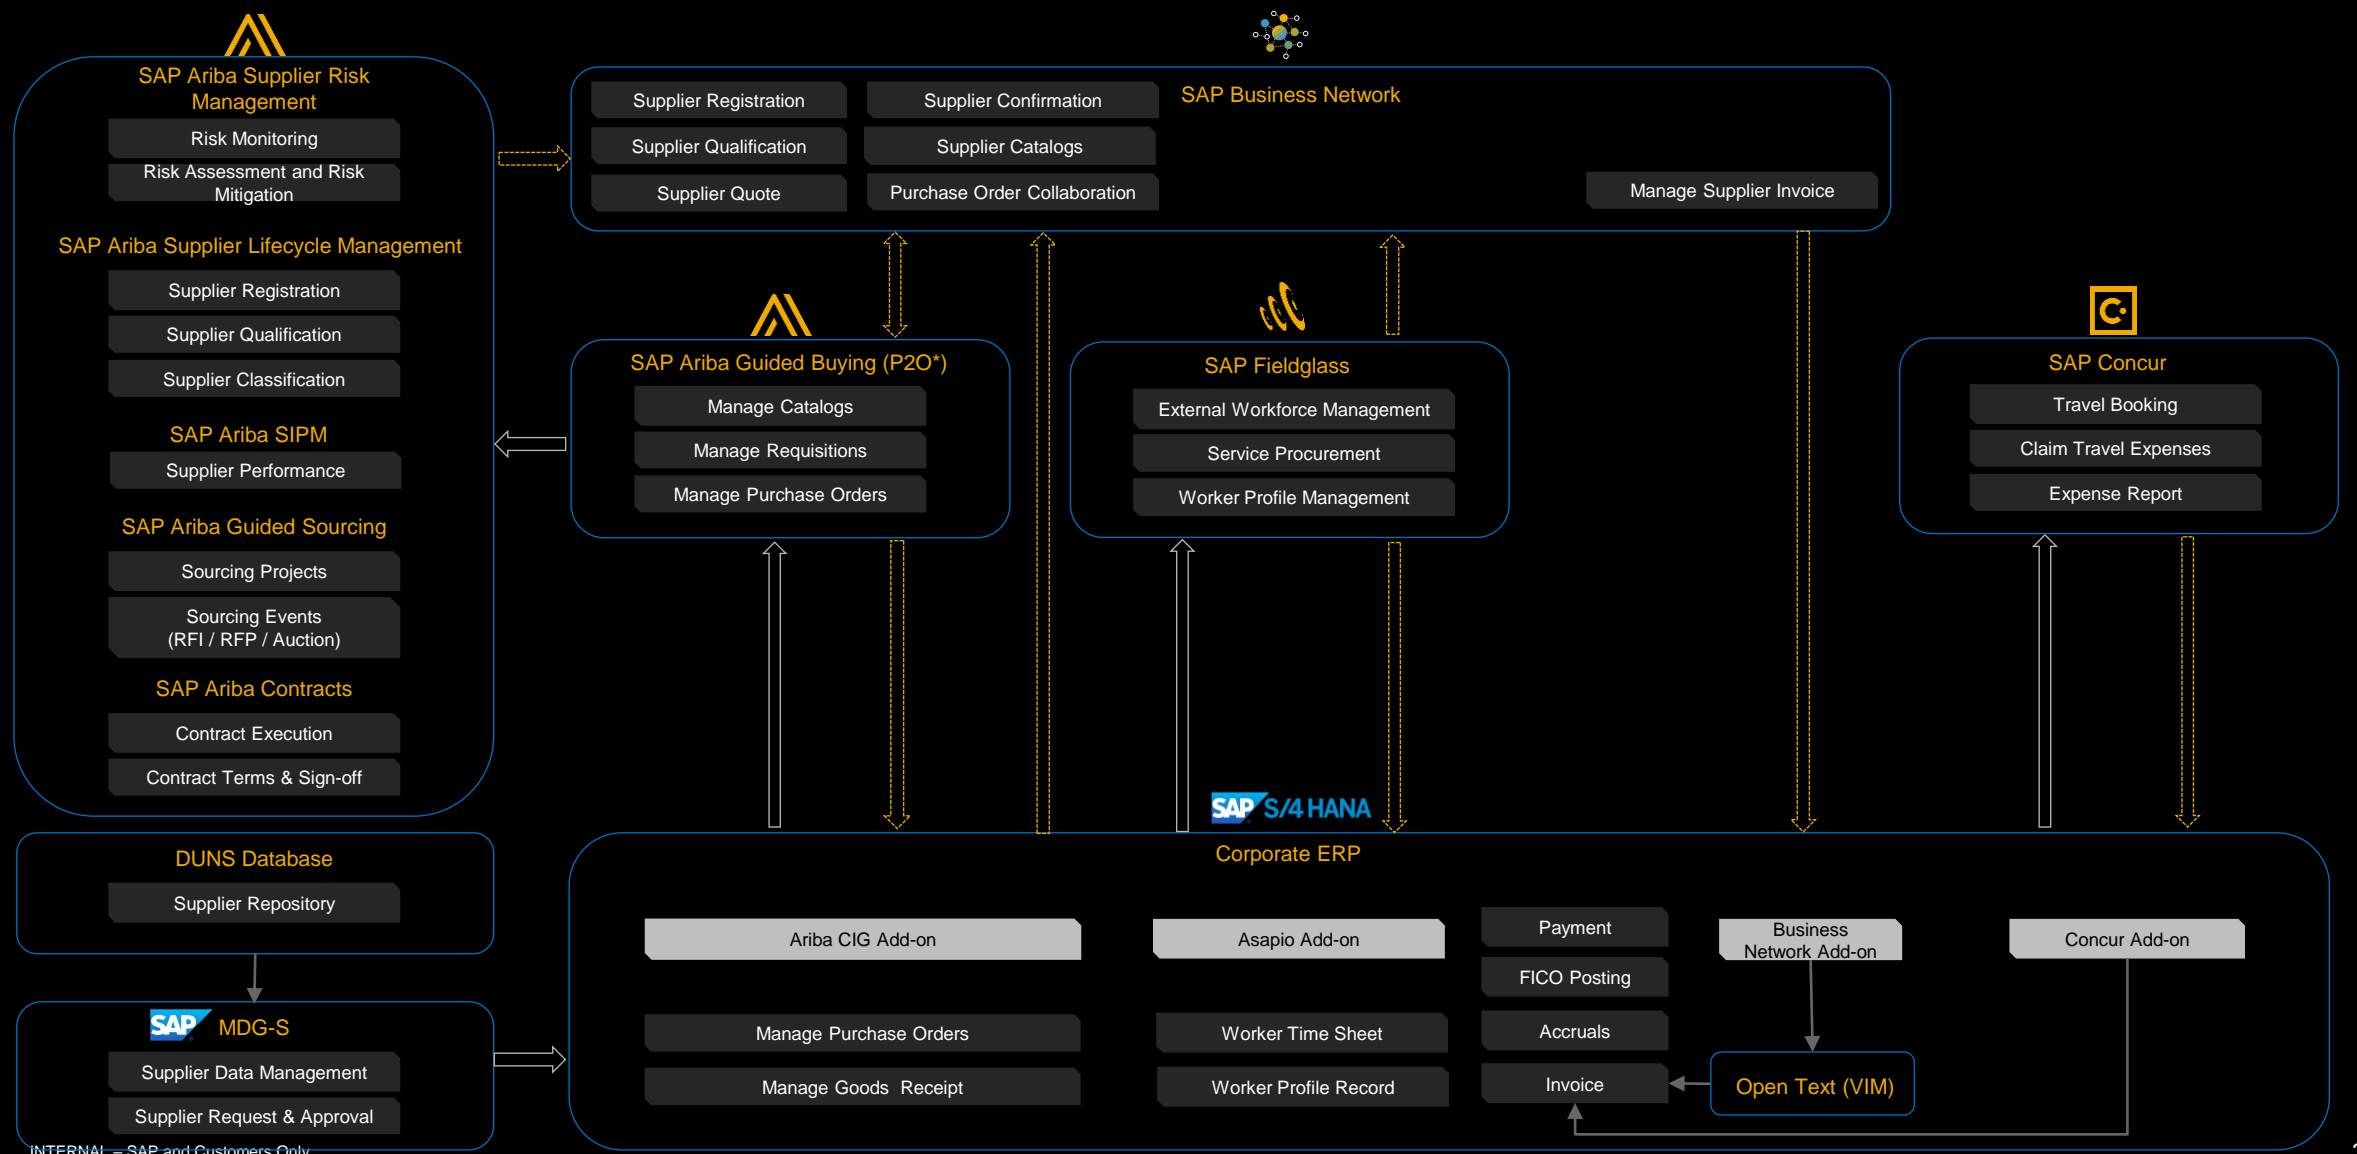 SAP Ariba Supplier Risk
Management
Risk Monitoring
Risk Assessment and Risk
Mitigation
SAP Ariba Supplier Lifecycle Management
Supplier Registration
Supplier Qualification
Supplier Classification
SAP Ariba SIPM
Supplier Performance
SAP Ariba Guided Sourcing
Sourcing Projects
Sourcing Events
(RFI / RFP / Auction)
SAP Ariba Contracts
Contract Execution
Contract Terms & Sign-off
DUNS Database
Supplier Repository
SAP MDG-S
Supplier Data Management
Supplier Request & Approval
INTERNAL – SAP and Customers Only
SAP Business Network
Supplier Registration
Supplier Confirmation
Supplier Qualification
Supplier Catalogs
Supplier Quote
Purchase Order Collaboration
Manage Supplier Invoice
SAP Ariba Guided Buying (P2O*)
Manage Catalogs
Manage Requisitions
Manage Purchase Orders
SAP Fieldglass
External Workforce Management
Service Procurement
Worker Profile Management
C
SAP Concur
Travel Booking
Claim Travel Expenses
Expense Report
SAP S/4HANA
Corporate ERP
Ariba CIG Add-on
Manage Purchase Orders
Manage Goods Receipt
Asapio Add-on
Worker Time Sheet
Worker Profile Record
Payment
FICO Posting
Accruals
Invoice
Business
Network Add-on
Open Text (VIM)
Concur Add-on